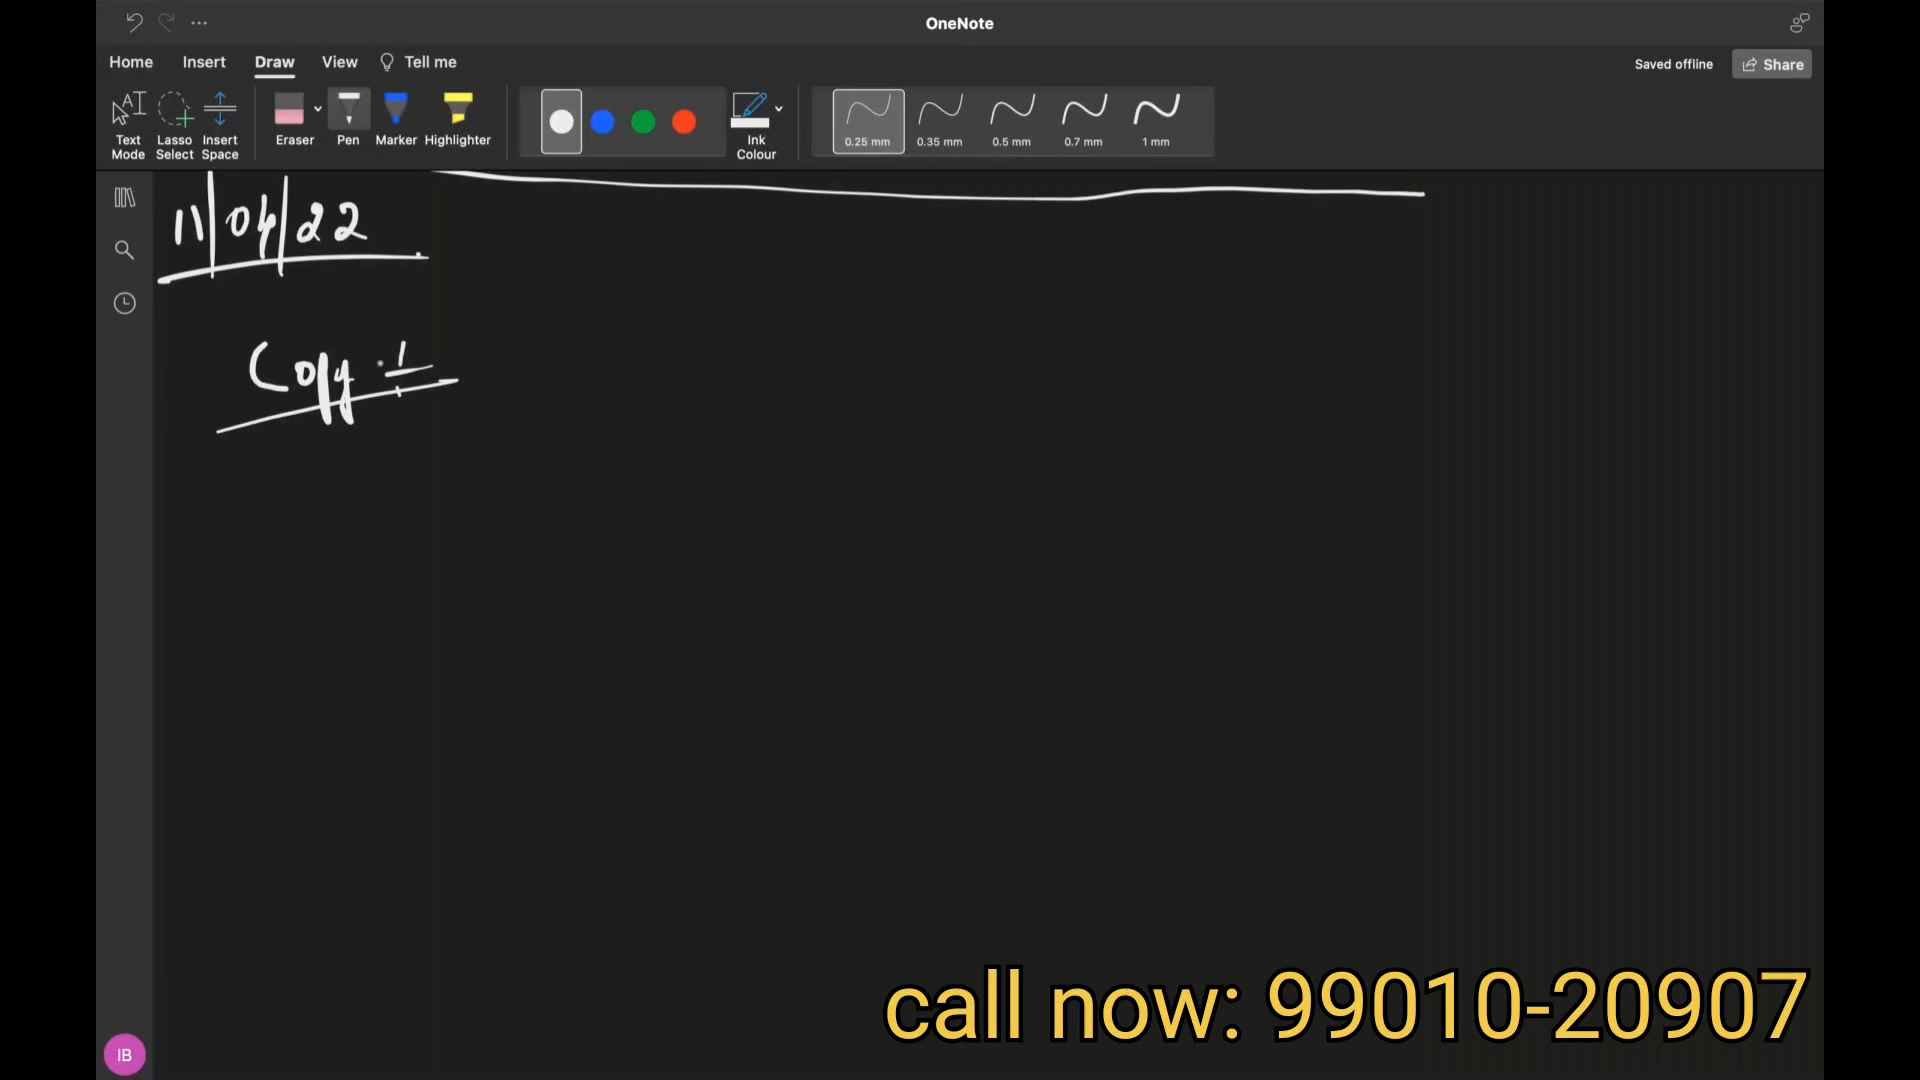 OneNote
Home Insert Draw View Tell me
Saved offline Share
Text Mode Lasso Select Insert Space Eraser Pen Marker Highlighter Ink Colour 0.25 mm 0.35 mm 0.5 mm 0.7 mm 1 mm
11/04/22
Copy :-
call now: 99010-20907
IB